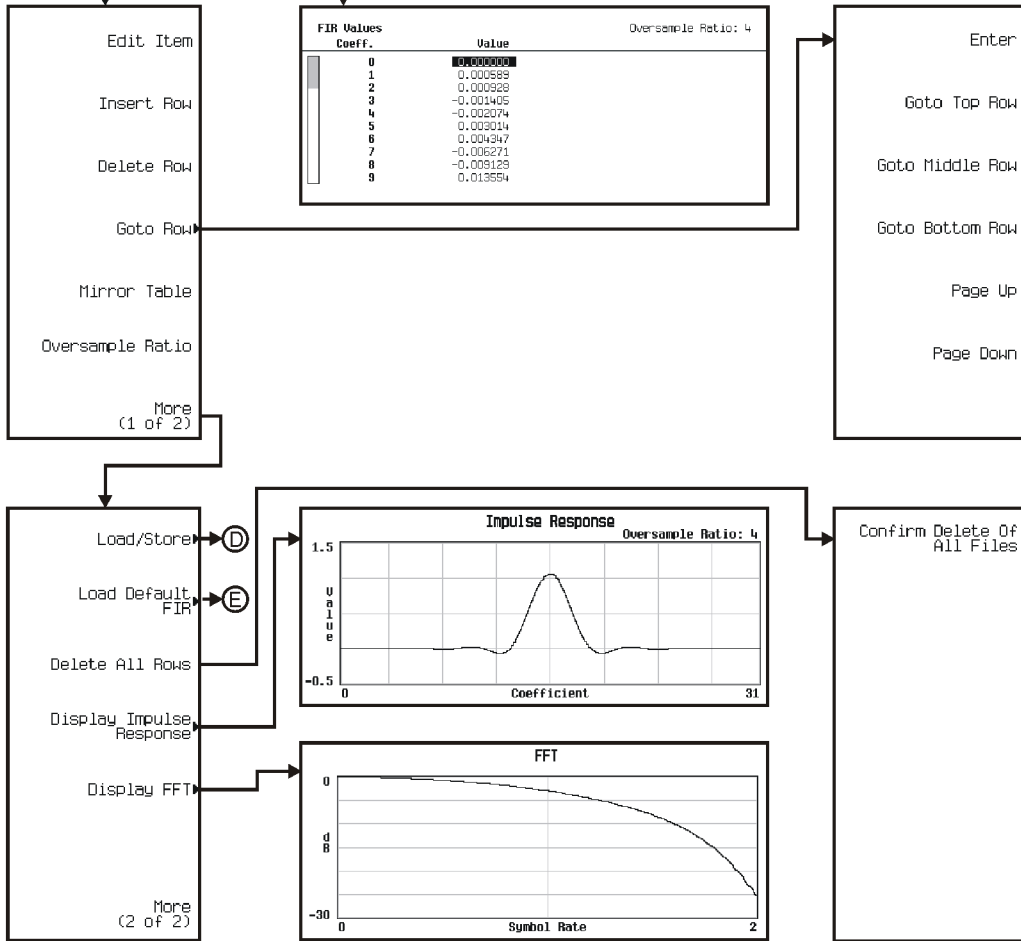 Edit Item
Insert Row
Delete Row
Goto Row
Mirror Table
Oversample Ratio
More
(1 of 2)
FIR Values Oversample Ratio: 4
Coeff. Value
0 0.000000
1 0.000589
2 0.000928
3 -0.001405
4 -0.002074
5 0.003014
6 0.004347
7 -0.006271
8 -0.009129
9 0.013554
Enter
Goto Top Row
Goto Middle Row
Goto Bottom Row
Page Up
Page Down
Load/Store
D
Load Default
FIR
E
Delete All Rows
Display Impulse
Response
Display FFT
More
(2 of 2)
Impulse Response
Oversample Ratio: 4
1.5
Value
-0.5
0 Coefficient 31
FFT
0
dB
-30
0 Symbol Rate 2
Confirm Delete Of
All Files